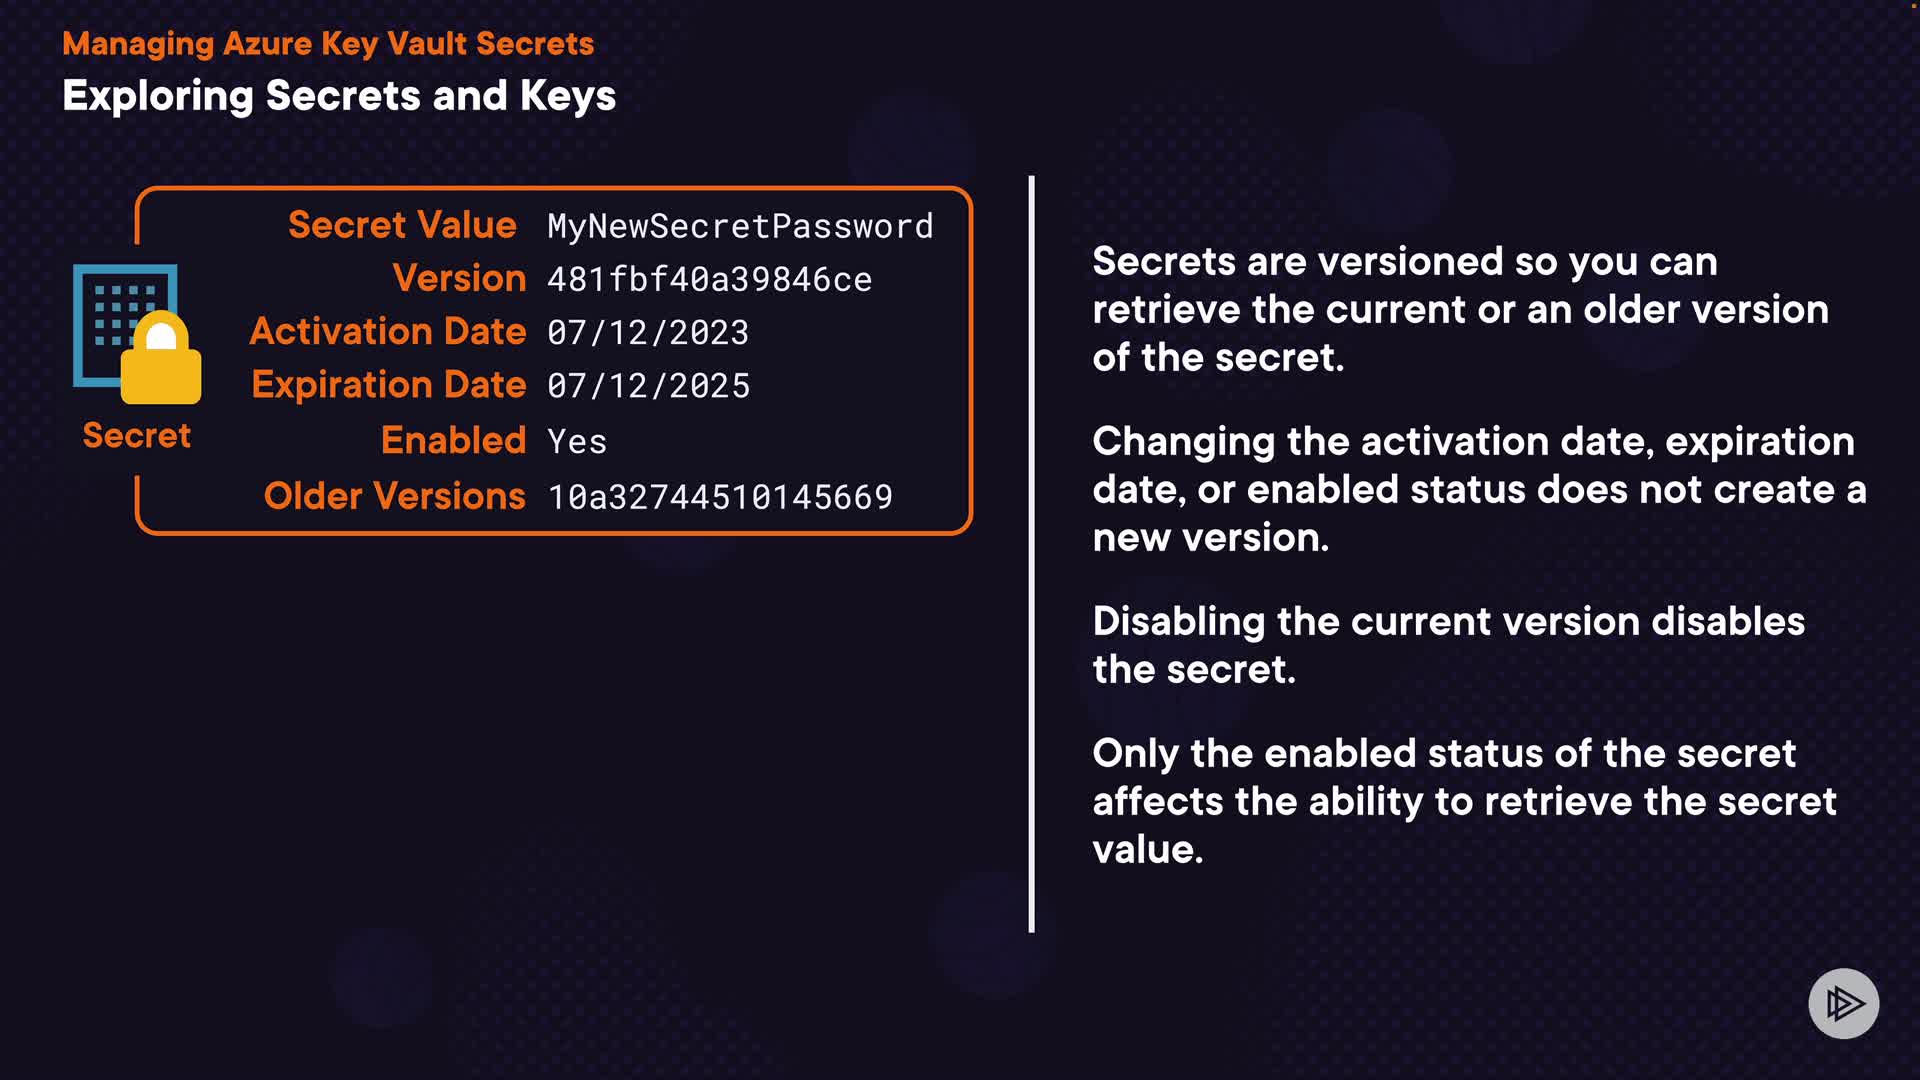 Managing Azure Key Vault Secrets
Exploring Secrets and Keys
Secret
Secret Value MyNewSecretPassword
Version 481fbf40a39846ce
Activation Date 07/12/2023
Expiration Date 07/12/2025
Enabled Yes
Older Versions 10a32744510145669
Secrets are versioned so you can
retrieve the current or an older version
of the secret.
Changing the activation date, expiration
date, or enabled status does not create a
new version.
Disabling the current version disables
the secret.
Only the enabled status of the secret
affects the ability to retrieve the secret
value.